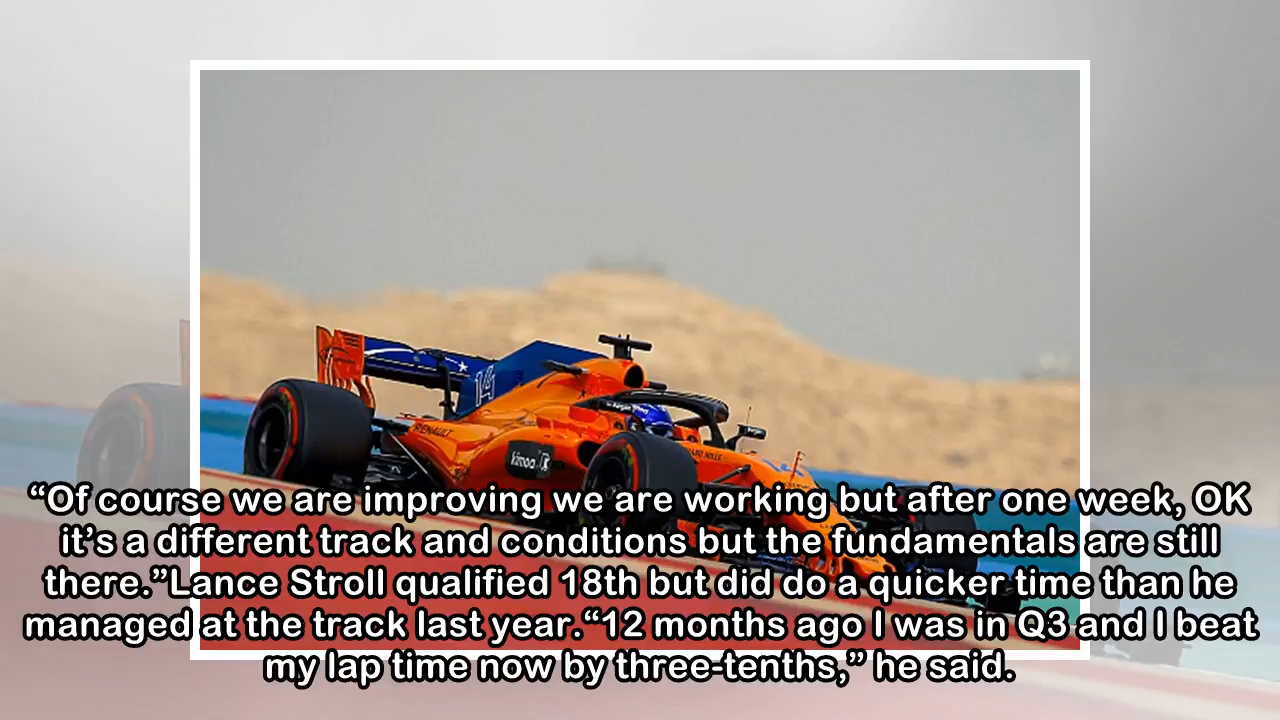 14
RENAULT
kimoa
“Of course we are improving we are working but after one week, OK
it’s a different track and conditions but the fundamentals are still
there.”Lance Stroll qualified 18th but did do a quicker time than he
managed at the track last year.“12 months ago I was in Q3 and I beat
my lap time now by three-tenths,” he said.